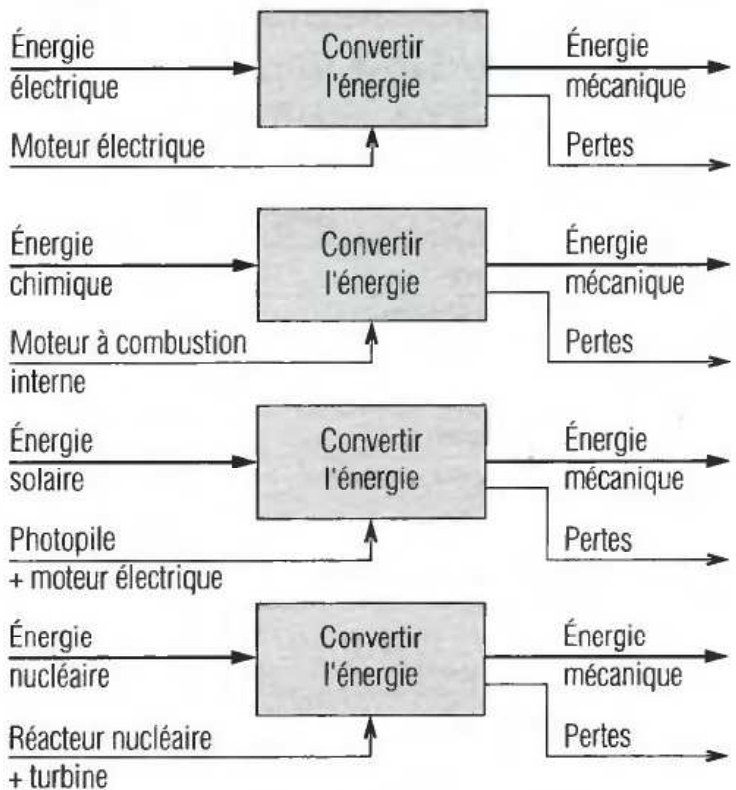 Énergie
électrique
Moteur électrique
Convertir
l'énergie
Énergie
mécanique
Pertes
Énergie
chimique
Moteur à combustion
interne
Convertir
l'énergie
Énergie
mécanique
Pertes
Énergie
solaire
Photopile
+ moteur électrique
Convertir
l'énergie
Énergie
mécanique
Pertes
Énergie
nucléaire
Réacteur nucléaire
+ turbine
Convertir
l'énergie
Énergie
mécanique
Pertes